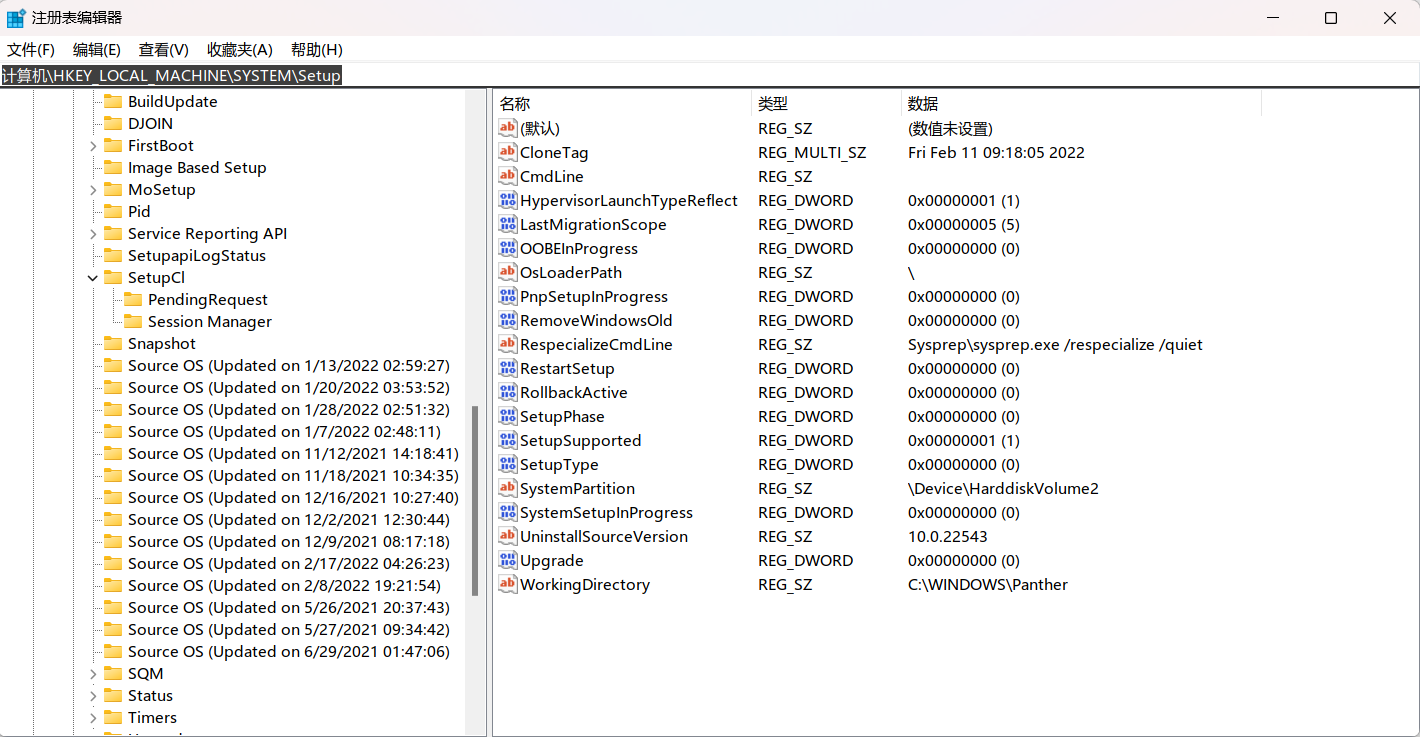 注册表编辑器
文件(F) 编辑(E) 查看(V) 收藏夹(A) 帮助(H)
计算机\HKEY_LOCAL_MACHINE\SYSTEM\Setup
BuildUpdate
DJOIN
FirstBoot
Image Based Setup
MoSetup
Pid
Service Reporting API
SetupapiLogStatus
SetupCl
PendingRequest
Session Manager
Snapshot
Source OS (Updated on 1/13/2022 02:59:27)
Source OS (Updated on 1/20/2022 03:53:52)
Source OS (Updated on 1/28/2022 02:51:32)
Source OS (Updated on 1/7/2022 02:48:11)
Source OS (Updated on 11/12/2021 14:18:41)
Source OS (Updated on 11/18/2021 10:34:35)
Source OS (Updated on 12/16/2021 10:27:40)
Source OS (Updated on 12/2/2021 12:30:44)
Source OS (Updated on 12/9/2021 08:17:18)
Source OS (Updated on 2/17/2022 04:26:23)
Source OS (Updated on 2/8/2022 19:21:54)
Source OS (Updated on 5/26/2021 20:37:43)
Source OS (Updated on 5/27/2021 09:34:42)
Source OS (Updated on 6/29/2021 01:47:06)
SQM
Status
Timers
名称 类型 数据
(默认) REG_SZ (数值未设置)
CloneTag REG_MULTI_SZ Fri Feb 11 09:18:05 2022
CmdLine REG_SZ
HypervisorLaunchTypeReflect REG_DWORD 0x00000001 (1)
LastMigrationScope REG_DWORD 0x00000005 (5)
OOBEInProgress REG_DWORD 0x00000000 (0)
OsLoaderPath REG_SZ \
PnpSetupInProgress REG_DWORD 0x00000000 (0)
RemoveWindowsOld REG_DWORD 0x00000000 (0)
RespecializeCmdLine REG_SZ Sysprep\sysprep.exe /respecialize /quiet
RestartSetup REG_DWORD 0x00000000 (0)
RollbackActive REG_DWORD 0x00000000 (0)
SetupPhase REG_DWORD 0x00000000 (0)
SetupSupported REG_DWORD 0x00000001 (1)
SetupType REG_DWORD 0x00000000 (0)
SystemPartition REG_SZ \Device\HarddiskVolume2
SystemSetupInProgress REG_DWORD 0x00000000 (0)
UninstallSourceVersion REG_SZ 10.0.22543
Upgrade REG_DWORD 0x00000000 (0)
WorkingDirectory REG_SZ C:\WINDOWS\Panther